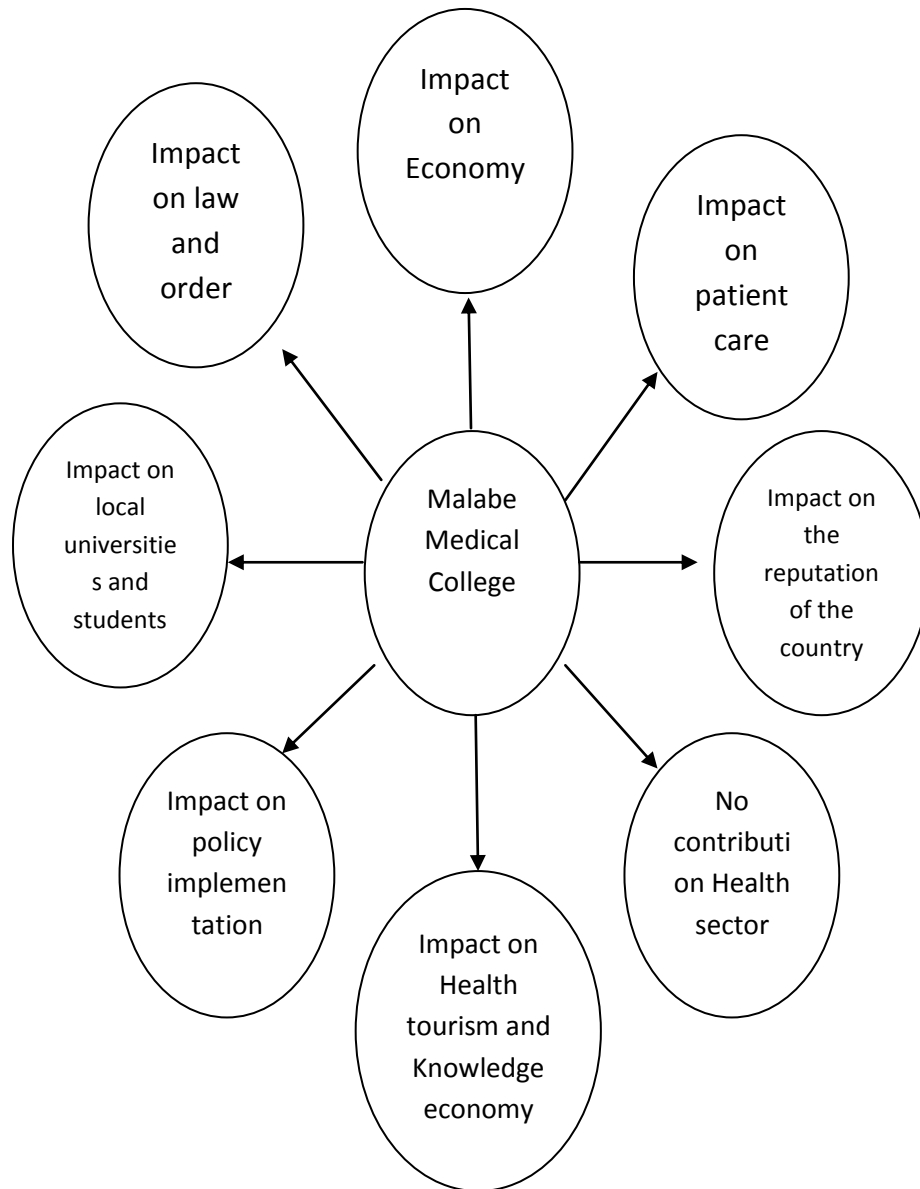 Impact
on
Economy
Impact
on law
and
order
Impact
on
patient
care
Impact on
local
universitie
s and
students
Malabe
Medical
College
Impact on
the
reputation
of the
country
Impact on
policy
implemen
tation
No
contributi
on Health
sector
Impact on
Health
tourism and
Knowledge
economy